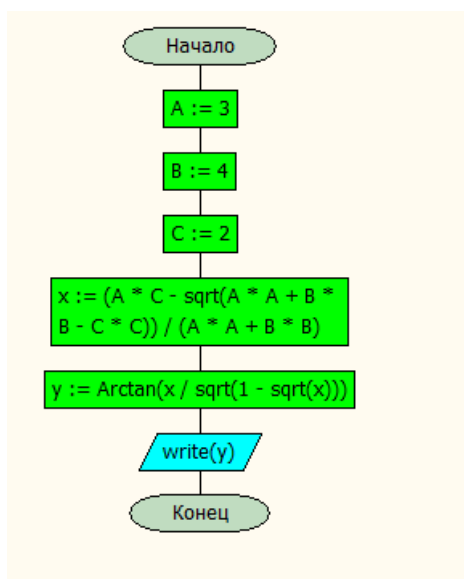 Начало
A := 3
B := 4
C := 2
x := (A * C - sqrt(A * A + B *
B - C * C)) / (A * A + B * B)
y := Arctan(x / sqrt(1 - sqrt(x)))
write(y)
Конец